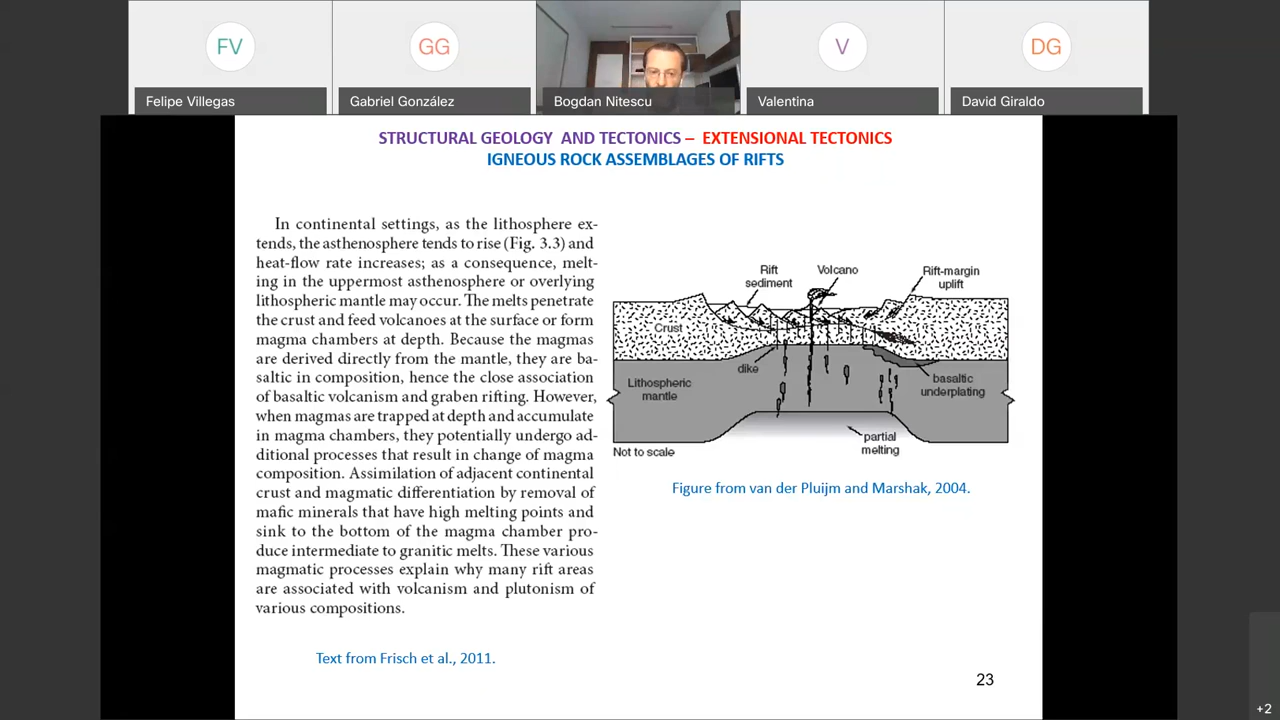 FV
GG
V
DG
Felipe Villegas
Gabriel González
Bogdan Nitescu
Valentina
David Giraldo
STRUCTURAL GEOLOGY AND TECTONICS – EXTENSIONAL TECTONICS
IGNEOUS ROCK ASSEMBLAGES OF RIFTS
In continental settings, as the lithosphere ex-
tends, the asthenosphere tends to rise (Fig. 3.3) and
heat-flow rate increases; as a consequence, melt-
ing in the uppermost asthenosphere or overlying
lithospheric mantle may occur. The melts penetrate
the crust and feed volcanoes at the surface or form
magma chambers at depth. Because the magmas
are derived directly from the mantle, they are ba-
saltic in composition, hence the close association
of basaltic volcanism and graben rifting. However,
when magmas are trapped at depth and accumulate
in magma chambers, they potentially undergo ad-
ditional processes that result in change of magma
composition. Assimilation of adjacent continental
crust and magmatic differentiation by removal of
mafic minerals that have high melting points and
sink to the bottom of the magma chamber pro-
duce intermediate to granitic melts. These various
magmatic processes explain why many rift areas
are associated with volcanism and plutonism of
various compositions.
Text from Frisch et al., 2011.
Rift
sediment
Volcano
Rift-margin
uplift
Crust
dike
Lithospheric
mantle
basaltic
underplating
partial
melting
Not to scale
Figure from van der Pluijm and Marshak, 2004.
23
+2